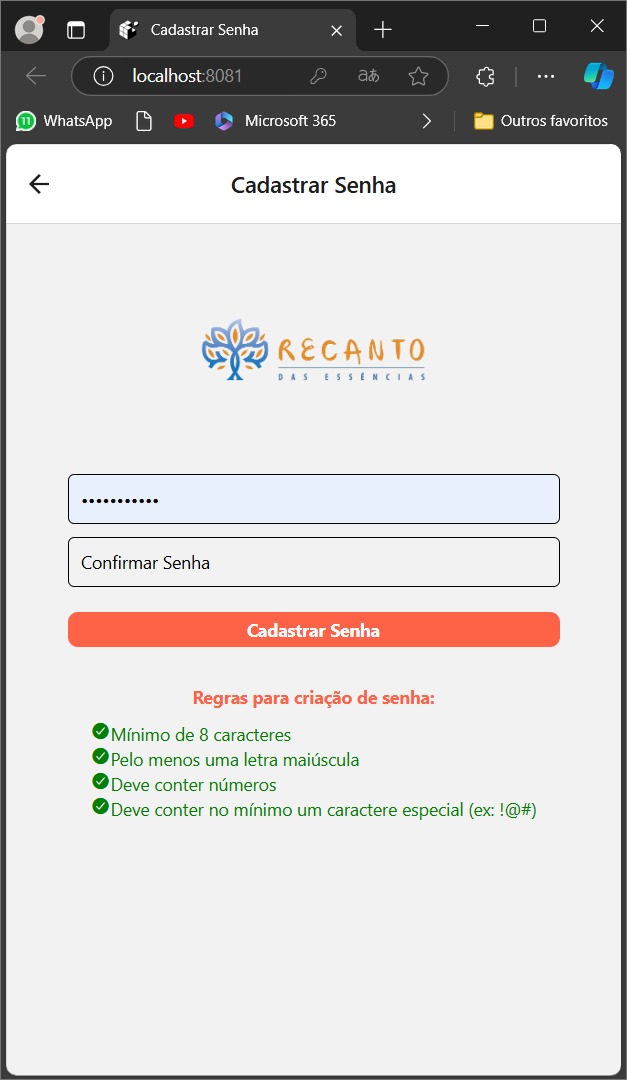 Cadastrar Senha
localhost:8081
aあ
11 WhatsApp
Microsoft 365
Outros favoritos
Cadastrar Senha
RECANTO
DAS ESSÊNCIAS
•••••••••••
Confirmar Senha
Cadastrar Senha
Regras para criação de senha:
Mínimo de 8 caracteres
Pelo menos uma letra maiúscula
Deve conter números
Deve conter no mínimo um caractere especial (ex: !@#)